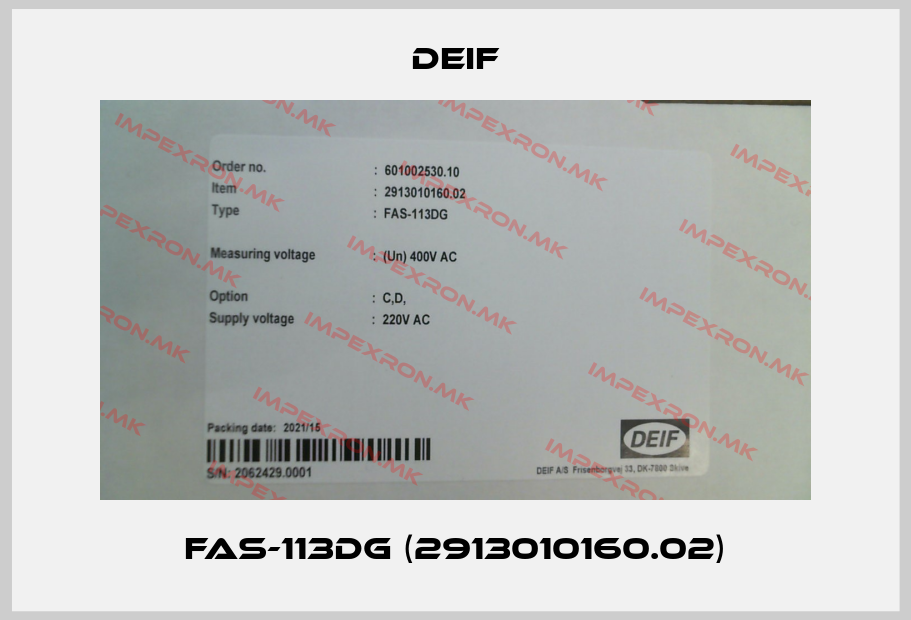 DEIF
Order no. : 601002530.10
Item : 2913010160.02
Type : FAS-113DG
Measuring voltage : (Un) 400V AC
Option : C,D,
Supply voltage : 220V AC
Packing date: 2021/15
S/N: 2062429.0001
DEIF
DEIF A/S Frisenborgvej 33, DK-7800 Skive
IMPEXRON.MK
FAS-113DG (2913010160.02)